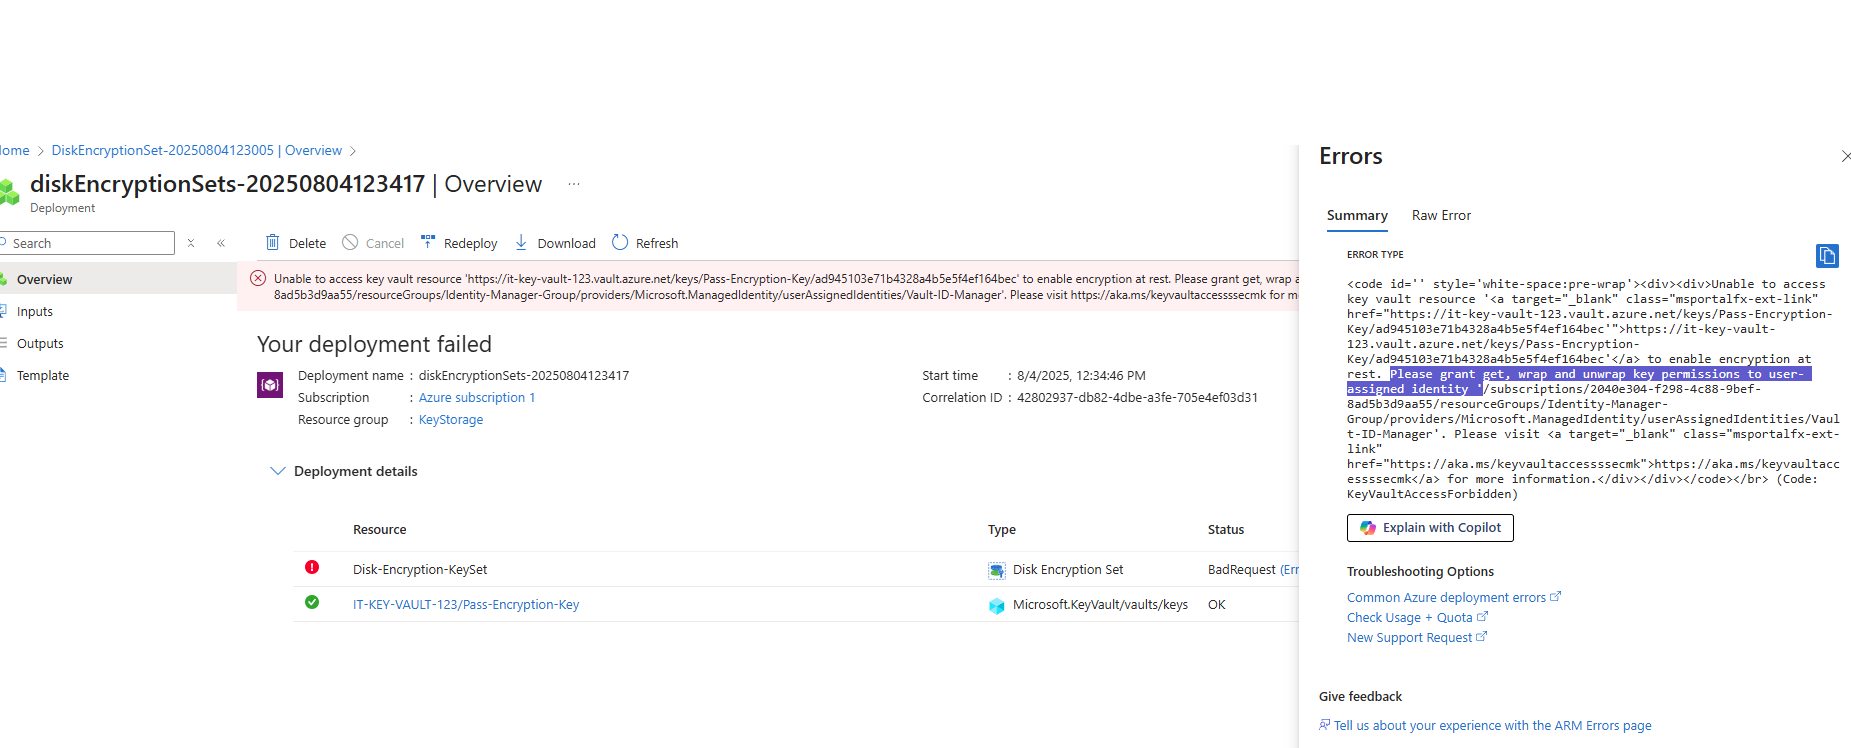 ome > DiskEncryptionSet-20250804123005 | Overview >
diskEncryptionSets-20250804123417 | Overview ...
Deployment
Search
Overview
Inputs
Outputs
Template
Delete Cancel Redeploy Download Refresh
Unable to access key vault resource 'https://it-key-vault-123.vault.azure.net/keys/Pass-Encryption-Key/ad945103e71b4328a4b5e5f4ef164bec' to enable encryption at rest. Please grant get, wrap a
8ad5b3d9aa55/resourceGroups/Identity-Manager-Group/providers/Microsoft.ManagedIdentity/userAssignedIdentities/Vault-ID-Manager'. Please visit https://aka.ms/keyvaultaccessssecmk for m
Your deployment failed
Deployment name : diskEncryptionSets-20250804123417
Subscription : Azure subscription 1
Resource group : KeyStorage
Start time : 8/4/2025, 12:34:46 PM
Correlation ID : 42802937-db82-4dbe-a3fe-705e4ef03d31
Deployment details
Resource Type Status
Disk-Encryption-KeySet Disk Encryption Set BadRequest (Err
IT-KEY-VAULT-123/Pass-Encryption-Key Microsoft.KeyVault/vaults/keys OK
Errors
Summary Raw Error
ERROR TYPE
<code id='' style='white-space:pre-wrap'><div><div>Unable to access
key vault resource '<a target="_blank" class="msportalfx-ext-link"
href="https://it-key-vault-123.vault.azure.net/keys/Pass-Encryption-
Key/ad945103e71b4328a4b5e5f4ef164bec'">https://it-key-vault-
123.vault.azure.net/keys/Pass-Encryption-
Key/ad945103e71b4328a4b5e5f4ef164bec'</a> to enable encryption at
rest. Please grant get, wrap and unwrap key permissions to user-
assigned identity '/subscriptions/2040e304-f298-4c88-9bef-
8ad5b3d9aa55/resourceGroups/Identity-Manager-
Group/providers/Microsoft.ManagedIdentity/userAssignedIdentities/Vaul
t-ID-Manager'. Please visit <a target="_blank" class="msportalfx-ext-
link"
href="https://aka.ms/keyvaultaccessssecmk">https://aka.ms/keyvaultacc
essssecmk</a> for more information.</div></div></code></br> (Code:
KeyVaultAccessForbidden)
Explain with Copilot
Troubleshooting Options
Common Azure deployment errors
Check Usage + Quota
New Support Request
Give feedback
Tell us about your experience with the ARM Errors page